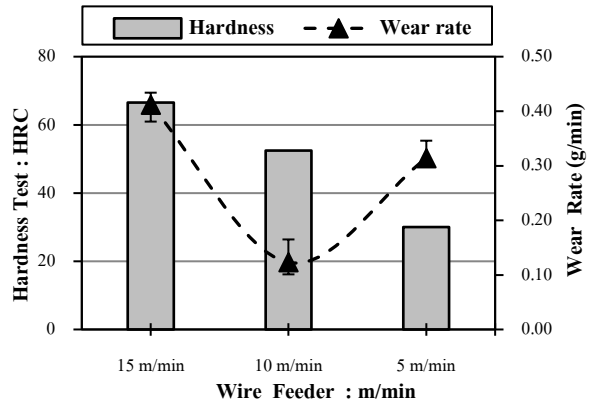 Hardness Wear rate
80
60
40
20
0
Hardness Test : HRC
0.50
0.40
0.30
0.20
0.10
0.00
Wear Rate (g/min)
15 m/min 10 m/min 5 m/min
Wire Feeder : m/min